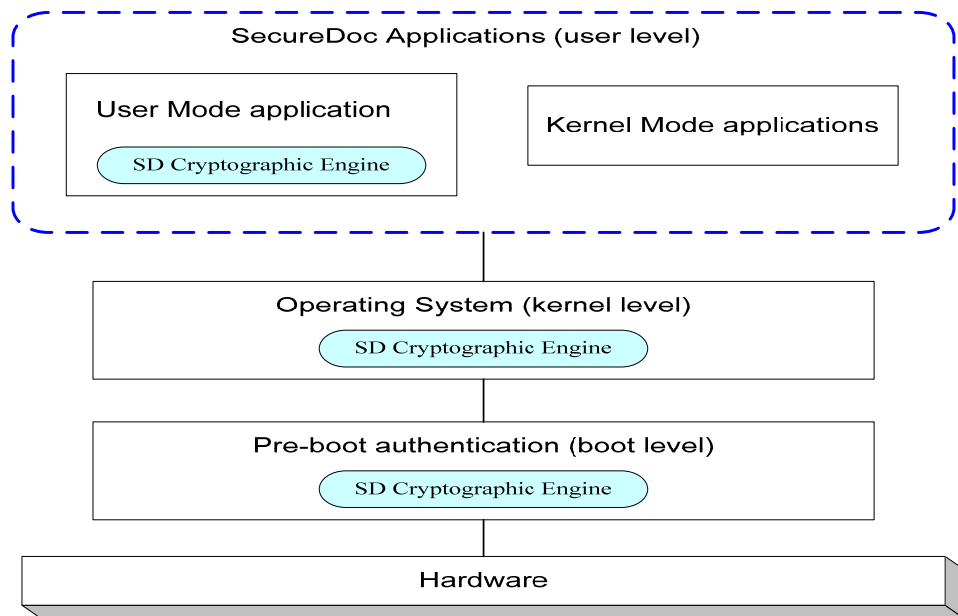 SecureDoc Applications (user level)
User Mode application
SD Cryptographic Engine
Kernel Mode applications
Operating System (kernel level)
SD Cryptographic Engine
Pre-boot authentication (boot level)
SD Cryptographic Engine
Hardware